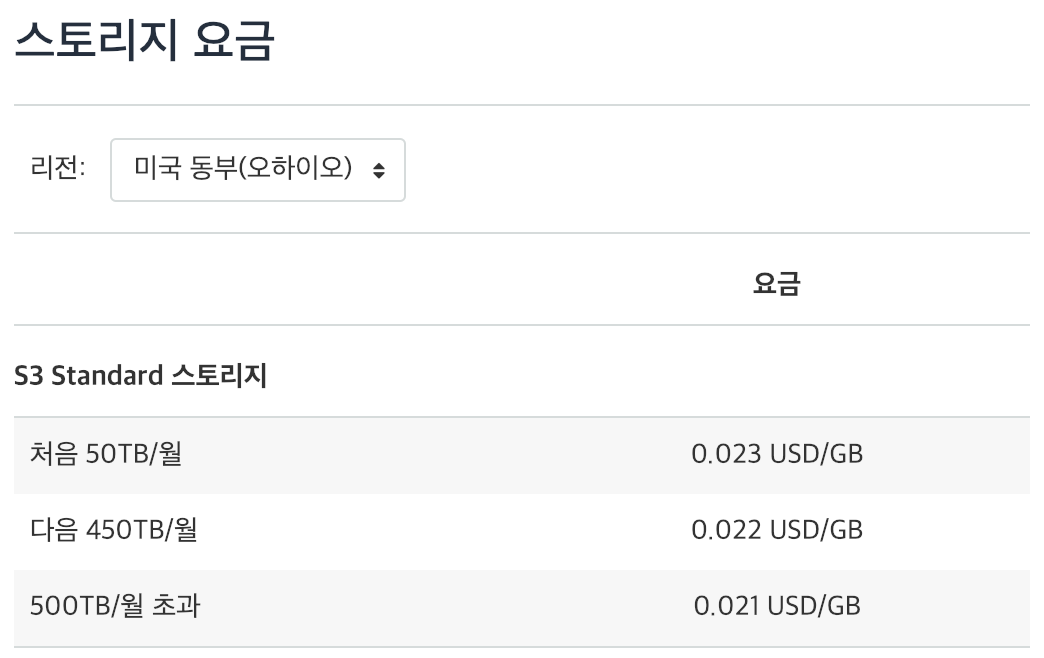 스토리지 요금
리전: 미국 동부(오하이오)
요금
S3 Standard 스토리지
처음 50TB/월 0.023 USD/GB
다음 450TB/월 0.022 USD/GB
500TB/월 초과 0.021 USD/GB